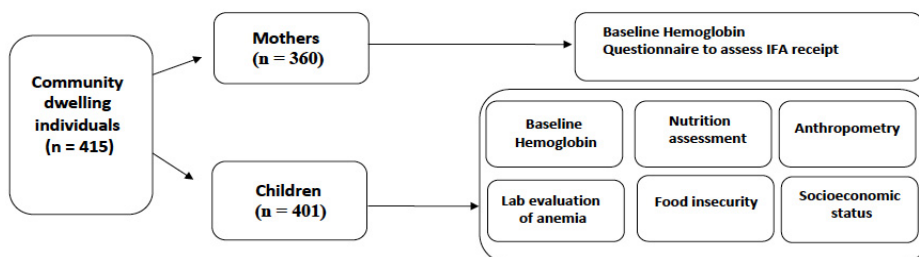 Community
dwelling
individuals
(n = 415)
Mothers
(n = 360)
Baseline Hemoglobin
Questionnaire to assess IFA receipt
Children
(n = 401)
Baseline
Hemoglobin
Nutrition
assessment
Anthropometry
Lab evaluation
of anemia
Food insecurity
Socioeconomic
status